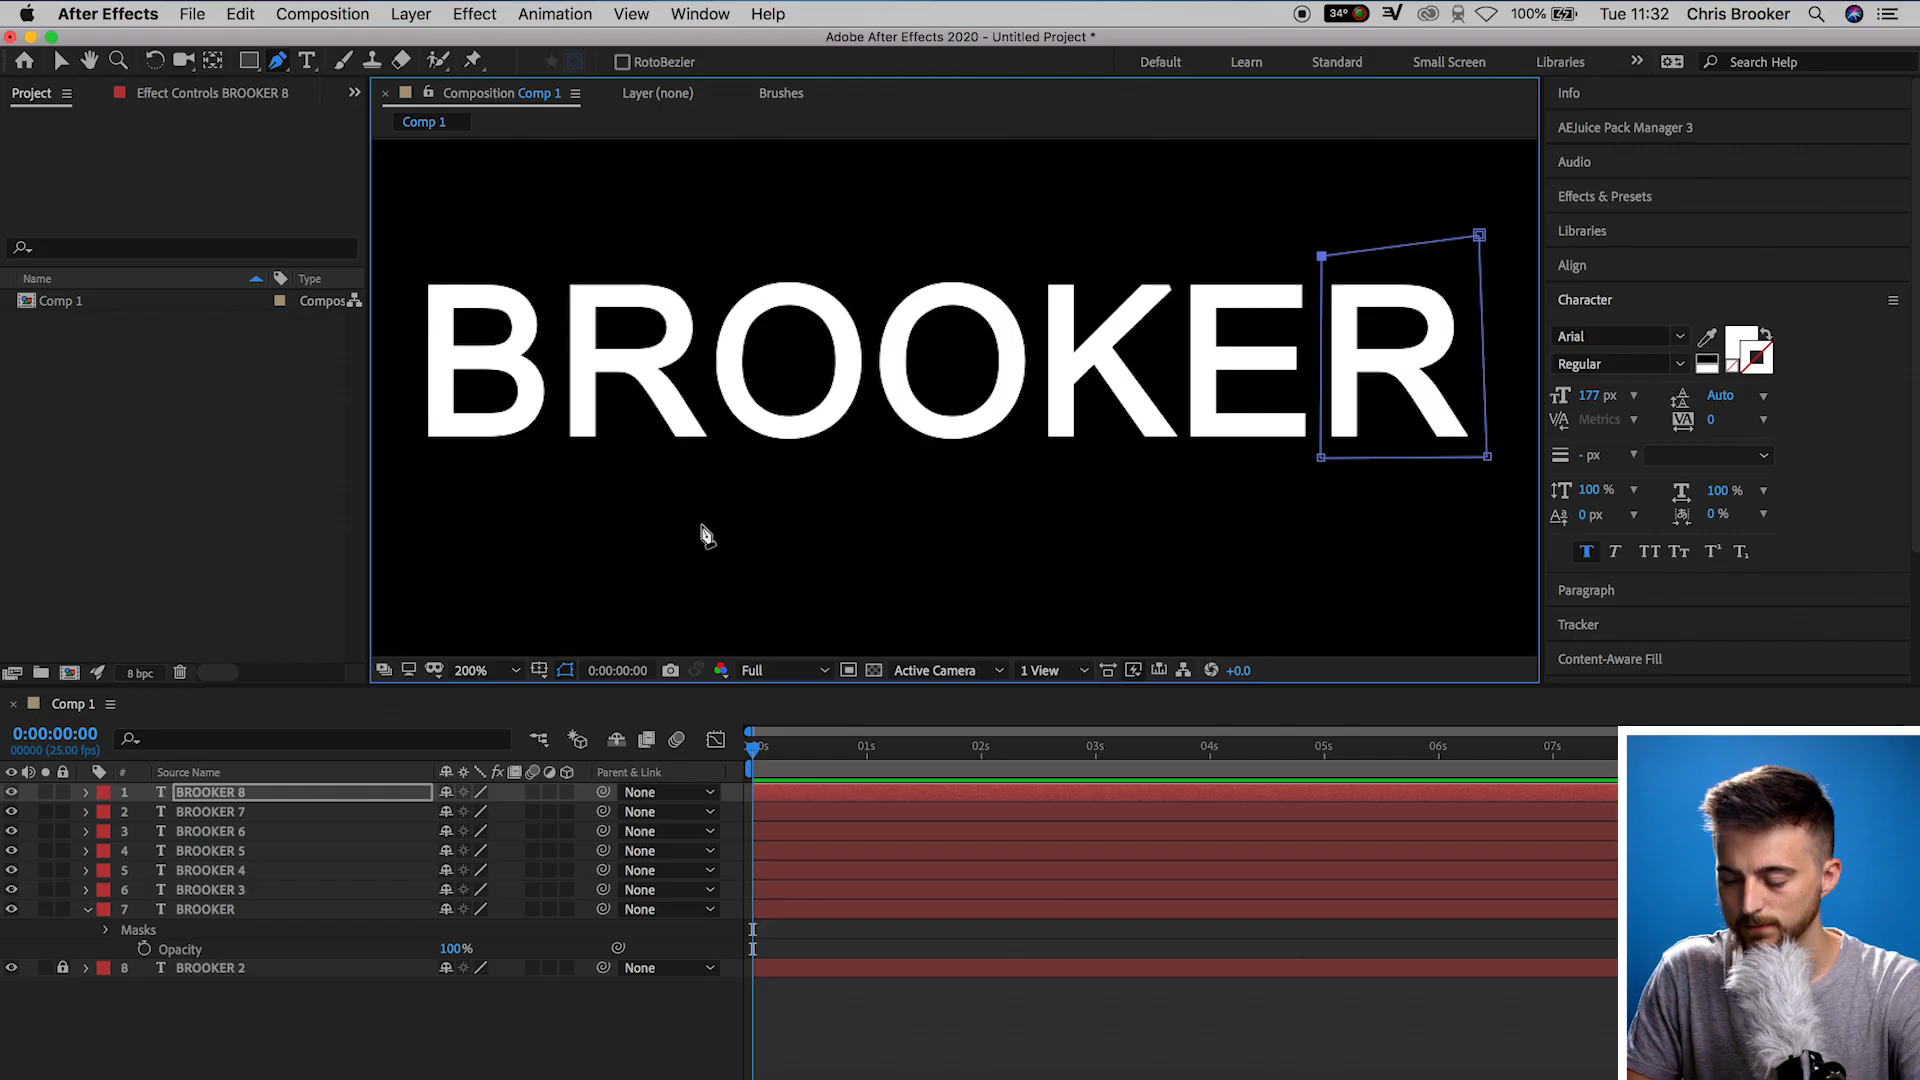 After Effects File Edit Composition Layer Effect Animation View Window Help 34° 100% Tue 11:32 Chris Brooker
Adobe After Effects 2020 - Untitled Project *
RotoBezier Default Learn Standard Small Screen Libraries Search Help
Project Effect Controls BROOKER 8 Composition Comp 1 Layer (none) Brushes Info
Comp 1
AEJuice Pack Manager 3
Audio
Effects & Presets
Libraries
Align
Name Type
Comp 1 Compos
Character
Arial
Regular
177 px Auto
Metrics 0
- px
100 % 100 %
0 px 0 %
T T TT Tт T¹ T₁
Paragraph
Tracker
Content-Aware Fill
BROOKER
8 bpc
200% 0:00:00:00 Full Active Camera 1 View +0.0
Comp 1
0:00:00:00
00000 (25.00 fps)
# Source Name fx Parent & Link
01s 02s 03s 04s 05s 06s 07s
1 T BROOKER 8 None
2 T BROOKER 7 None
3 T BROOKER 6 None
4 T BROOKER 5 None
5 T BROOKER 4 None
6 T BROOKER 3 None
7 T BROOKER None
Masks
Opacity 100%
8 T BROOKER 2 None